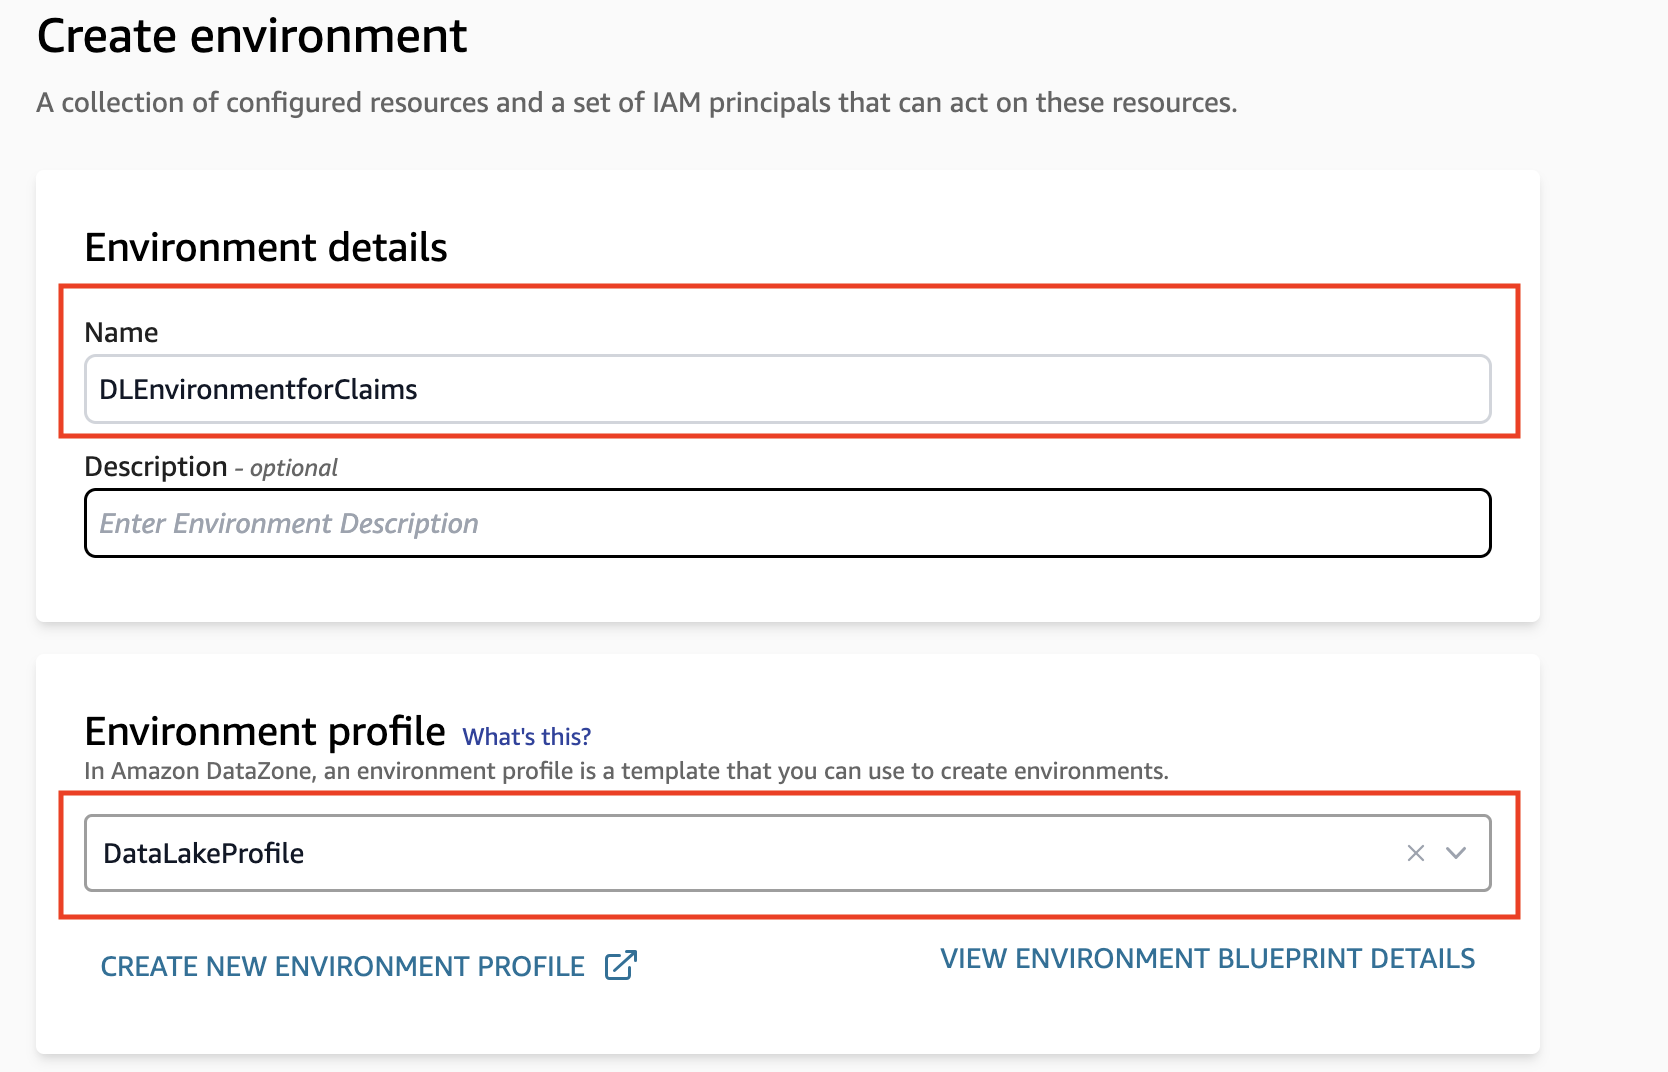 Create environment
A collection of configured resources and a set of IAM principals that can act on these resources.
Environment details
Name
DLEnvironmentforClaims
Description - optional
Enter Environment Description
Environment profile What's this?
In Amazon DataZone, an environment profile is a template that you can use to create environments.
DataLakeProfile
CREATE NEW ENVIRONMENT PROFILE
VIEW ENVIRONMENT BLUEPRINT DETAILS